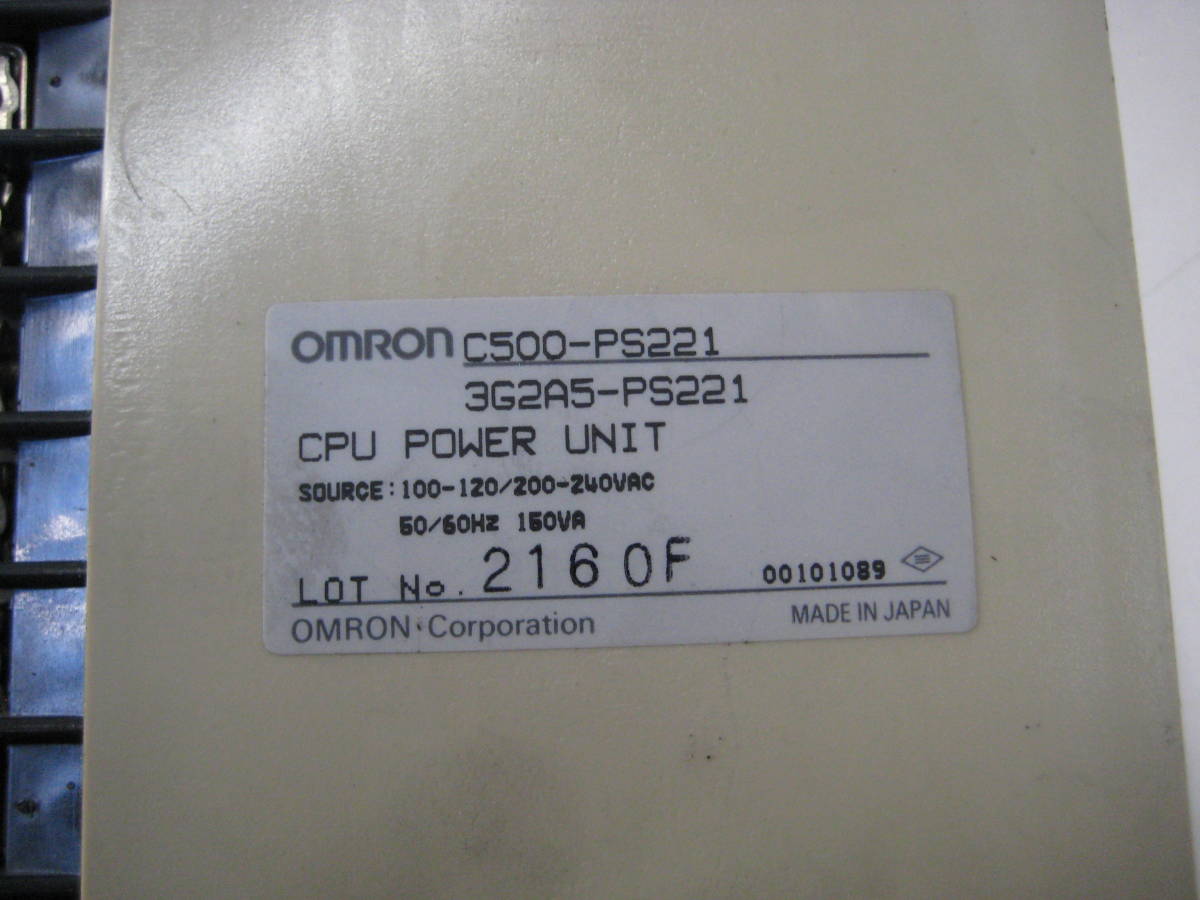 OMRON C500-PS221
3G2A5-PS221
CPU POWER UNIT
SOURCE: 100-120/200-240VAC
50/60Hz 150VA
LOT No. 2160F 00101089
OMRON Corporation MADE IN JAPAN